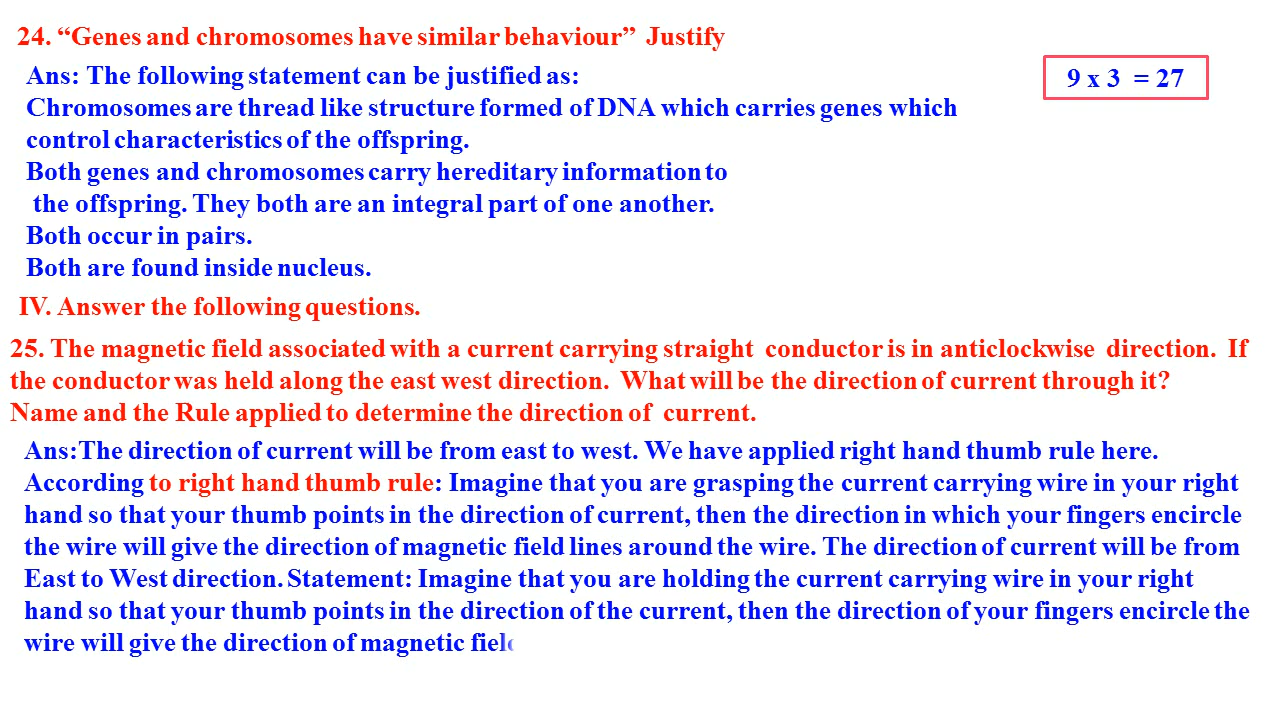 24. “Genes and chromosomes have similar behaviour” Justify
Ans: The following statement can be justified as:
9 x 3 = 27
Chromosomes are thread like structure formed of DNA which carries genes which
control characteristics of the offspring.
Both genes and chromosomes carry hereditary information to
the offspring. They both are an integral part of one another.
Both occur in pairs.
Both are found inside nucleus.
IV. Answer the following questions.
25. The magnetic field associated with a current carrying straight conductor is in anticlockwise direction. If
the conductor was held along the east west direction. What will be the direction of current through it?
Name and the Rule applied to determine the direction of current.
Ans:The direction of current will be from east to west. We have applied right hand thumb rule here.
According to right hand thumb rule: Imagine that you are grasping the current carrying wire in your right
hand so that your thumb points in the direction of current, then the direction in which your fingers encircle
the wire will give the direction of magnetic field lines around the wire. The direction of current will be from
East to West direction. Statement: Imagine that you are holding the current carrying wire in your right
hand so that your thumb points in the direction of the current, then the direction of your fingers encircle the
wire will give the direction of magnetic field